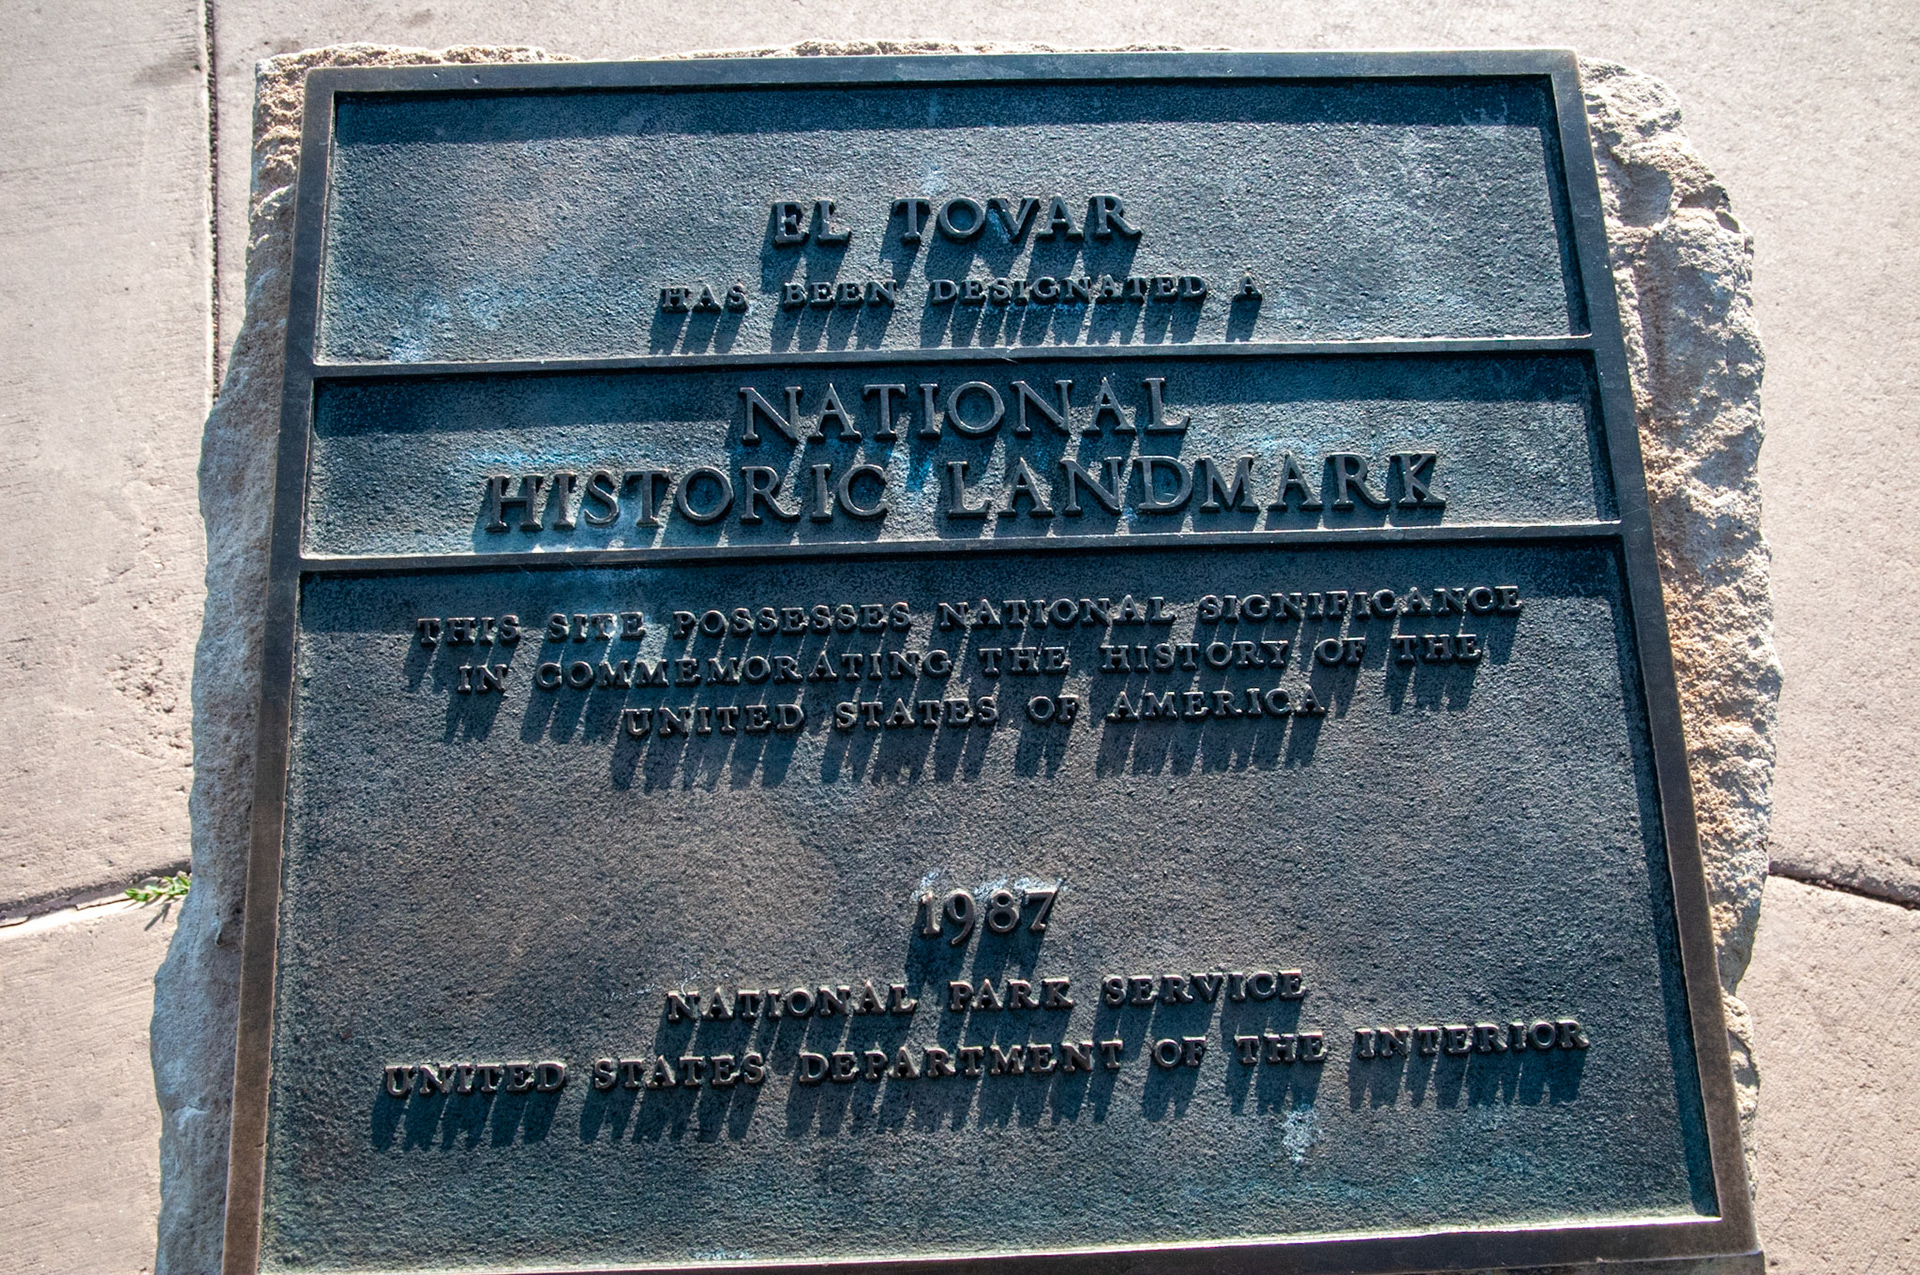 EL TOVAR
HAS BEEN DESIGNATED A
NATIONAL
HISTORIC LANDMARK
THIS SITE POSSESSES NATIONAL SIGNIFICANCE
IN COMMEMORATING THE HISTORY OF THE
UNITED STATES OF AMERICA
1987
NATIONAL PARK SERVICE
UNITED STATES DEPARTMENT OF THE INTERIOR